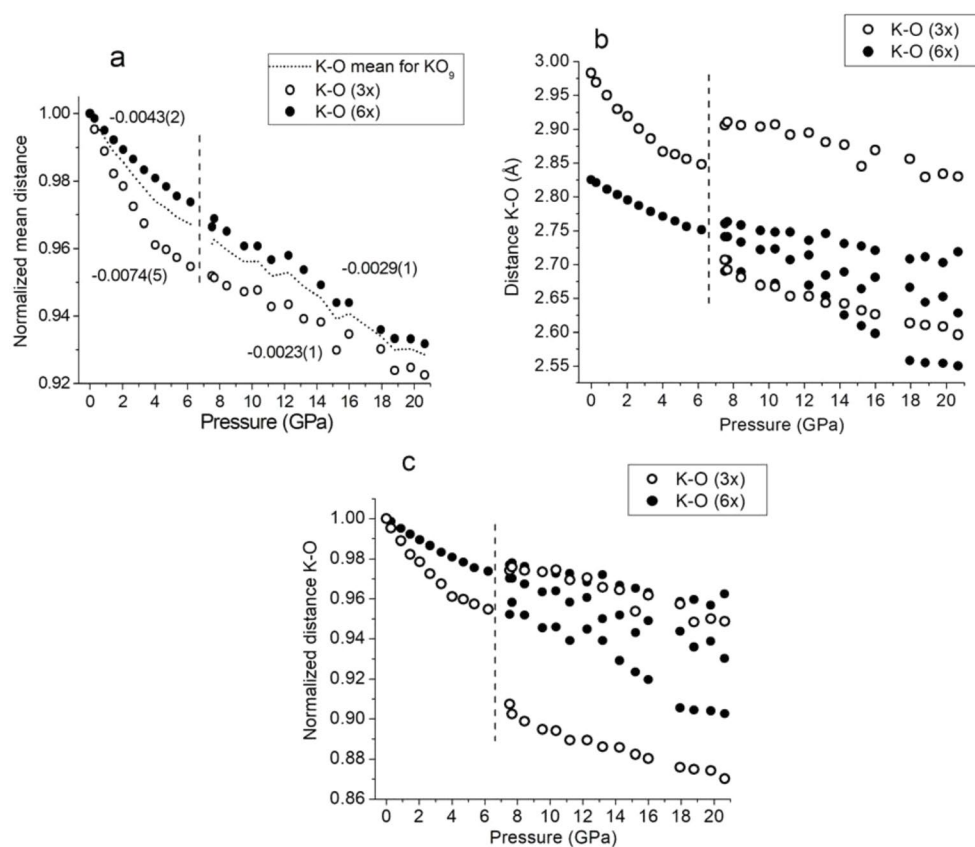 a
K-O mean for KO9
K-O (3x)
K-O (6x)
Normalized mean distance
1.00
0.98
0.96
0.94
0.92
-0.0043(2)
-0.0074(5)
-0.0029(1)
-0.0023(1)
0 2 4 6 8 10 12 14 16 18 20
Pressure (GPa)
b
K-O (3x)
K-O (6x)
Distance K-O (Å)
3.00
2.95
2.90
2.85
2.80
2.75
2.70
2.65
2.60
2.55
0 2 4 6 8 10 12 14 16 18 20
Pressure (GPa)
c
K-O (3x)
K-O (6x)
Normalized distance K-O
1.00
0.98
0.96
0.94
0.92
0.90
0.88
0.86
0 2 4 6 8 10 12 14 16 18 20
Pressure (GPa)